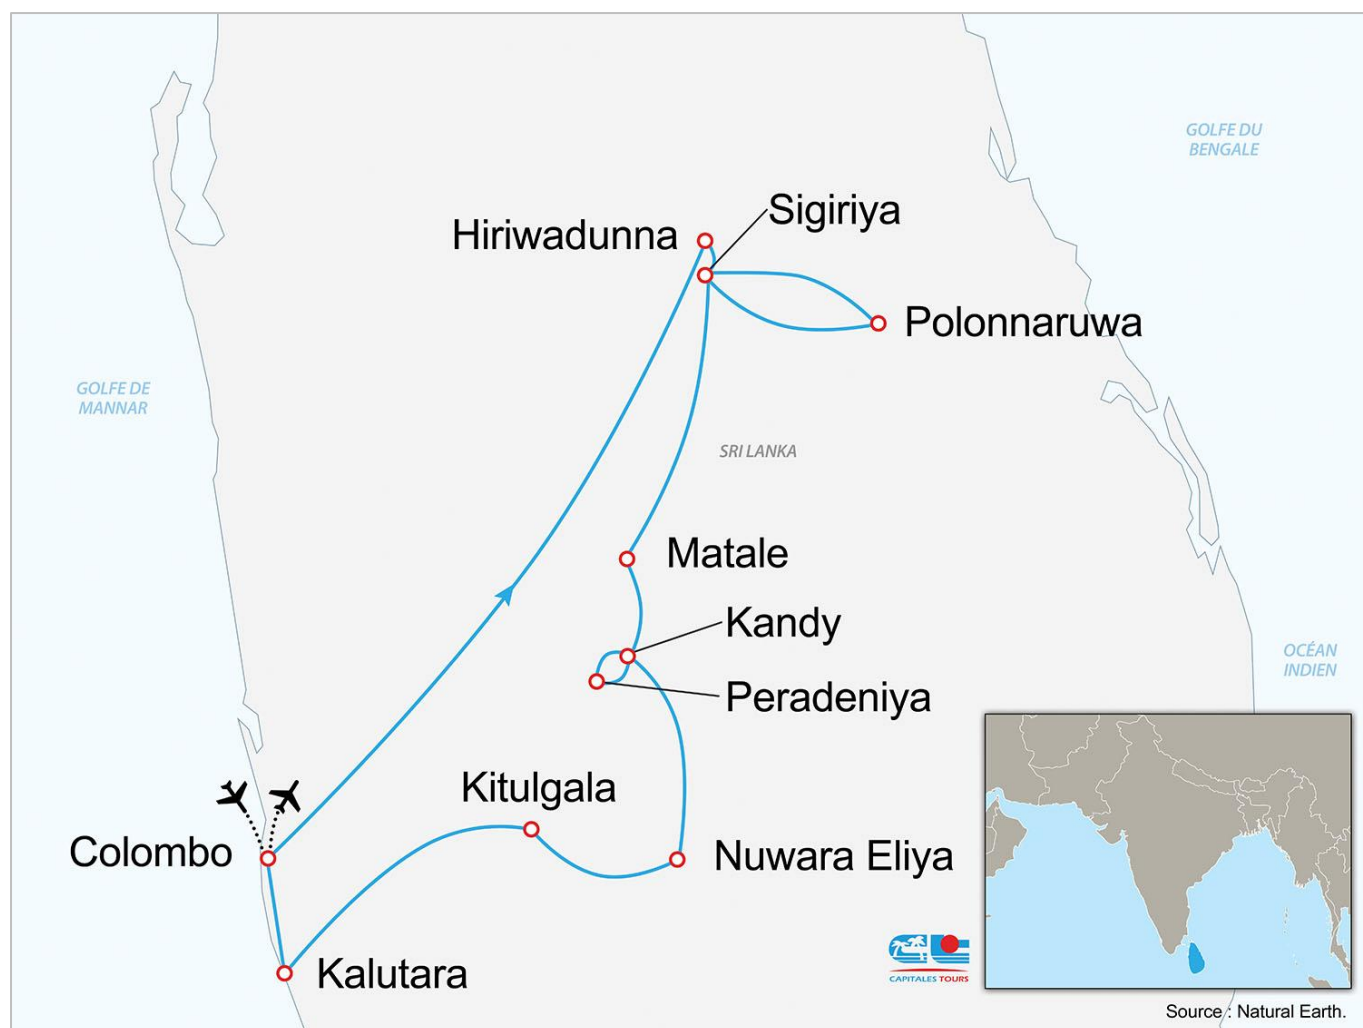 GOLFE DU
BENGALE
Sigiriya
Hiriwadunna
Polonnaruwa
GOLFE DE
MANNAR
SRI LANKA
Matale
Kandy
OCÉAN
INDIEN
Peradeniya
Kitulgala
Colombo
Nuwara Eliya
Kalutara
CAPITALES TOURS
Source : Natural Earth.